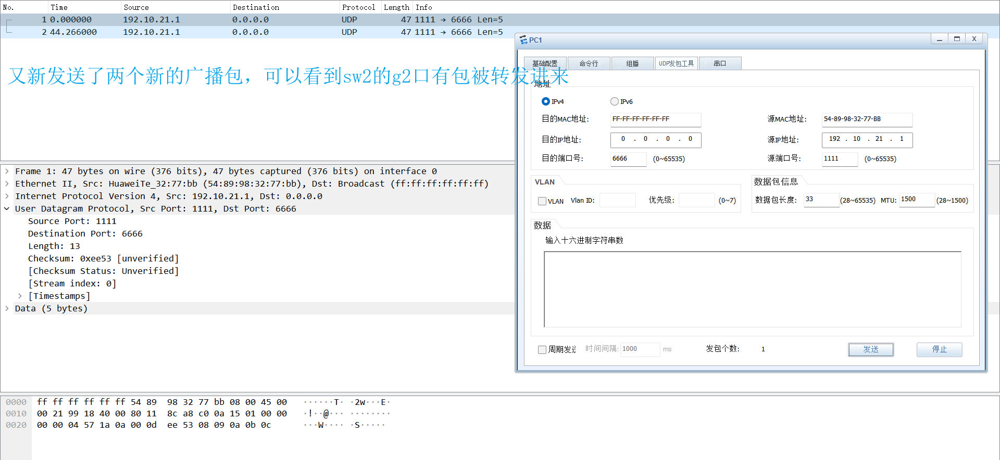 No. Time Source Destination Protocol Length Info
1 0.000000 192.10.21.1 0.0.0.0 UDP 47 1111 → 6666 Len=5
2 44.266000 192.10.21.1 0.0.0.0 UDP 47 1111 → 6666 Len=5
又新发送了两个新的广播包，可以看到sw2的g2口有包被转发进来
PC1
基础配置 命令行 组播 UDP发包工具 串口
地址
IPv4 IPv6
目的MAC地址: FF-FF-FF-FF-FF-FF 源MAC地址: 54-89-98-32-77-BB
目的IP地址: 0 . 0 . 0 . 0 源IP地址: 192 . 10 . 21 . 1
目的端口号: 6666 (0~65535) 源端口号: 1111 (0~65535)
VLAN 数据包信息
VLAN Vlan ID: 优先级: (0~7) 数据包长度: 33 (28~65535) MTU: 1500 (28~1500)
数据
输入十六进制字符串数
周期发送 时间间隔: 1000 ms 发包个数: 1 发送 停止
Frame 1: 47 bytes on wire (376 bits), 47 bytes captured (376 bits) on interface 0
Ethernet II, Src: HuaweiTe_32:77:bb (54:89:98:32:77:bb), Dst: Broadcast (ff:ff:ff:ff:ff:ff)
Internet Protocol Version 4, Src: 192.10.21.1, Dst: 0.0.0.0
User Datagram Protocol, Src Port: 1111, Dst Port: 6666
Source Port: 1111
Destination Port: 6666
Length: 13
Checksum: 0xee53 [unverified]
[Checksum Status: Unverified]
[Stream index: 0]
[Timestamps]
Data (5 bytes)
0000 ff ff ff ff ff ff 54 89 98 32 77 bb 08 00 45 00 ······T· ·2w···E·
0010 00 21 99 18 40 00 80 11 8c a8 c0 0a 15 01 00 00 ·!··@··· ········
0020 00 00 04 57 1a 0a 00 0d ee 53 08 09 0a 0b 0c ···W···· ·S·····